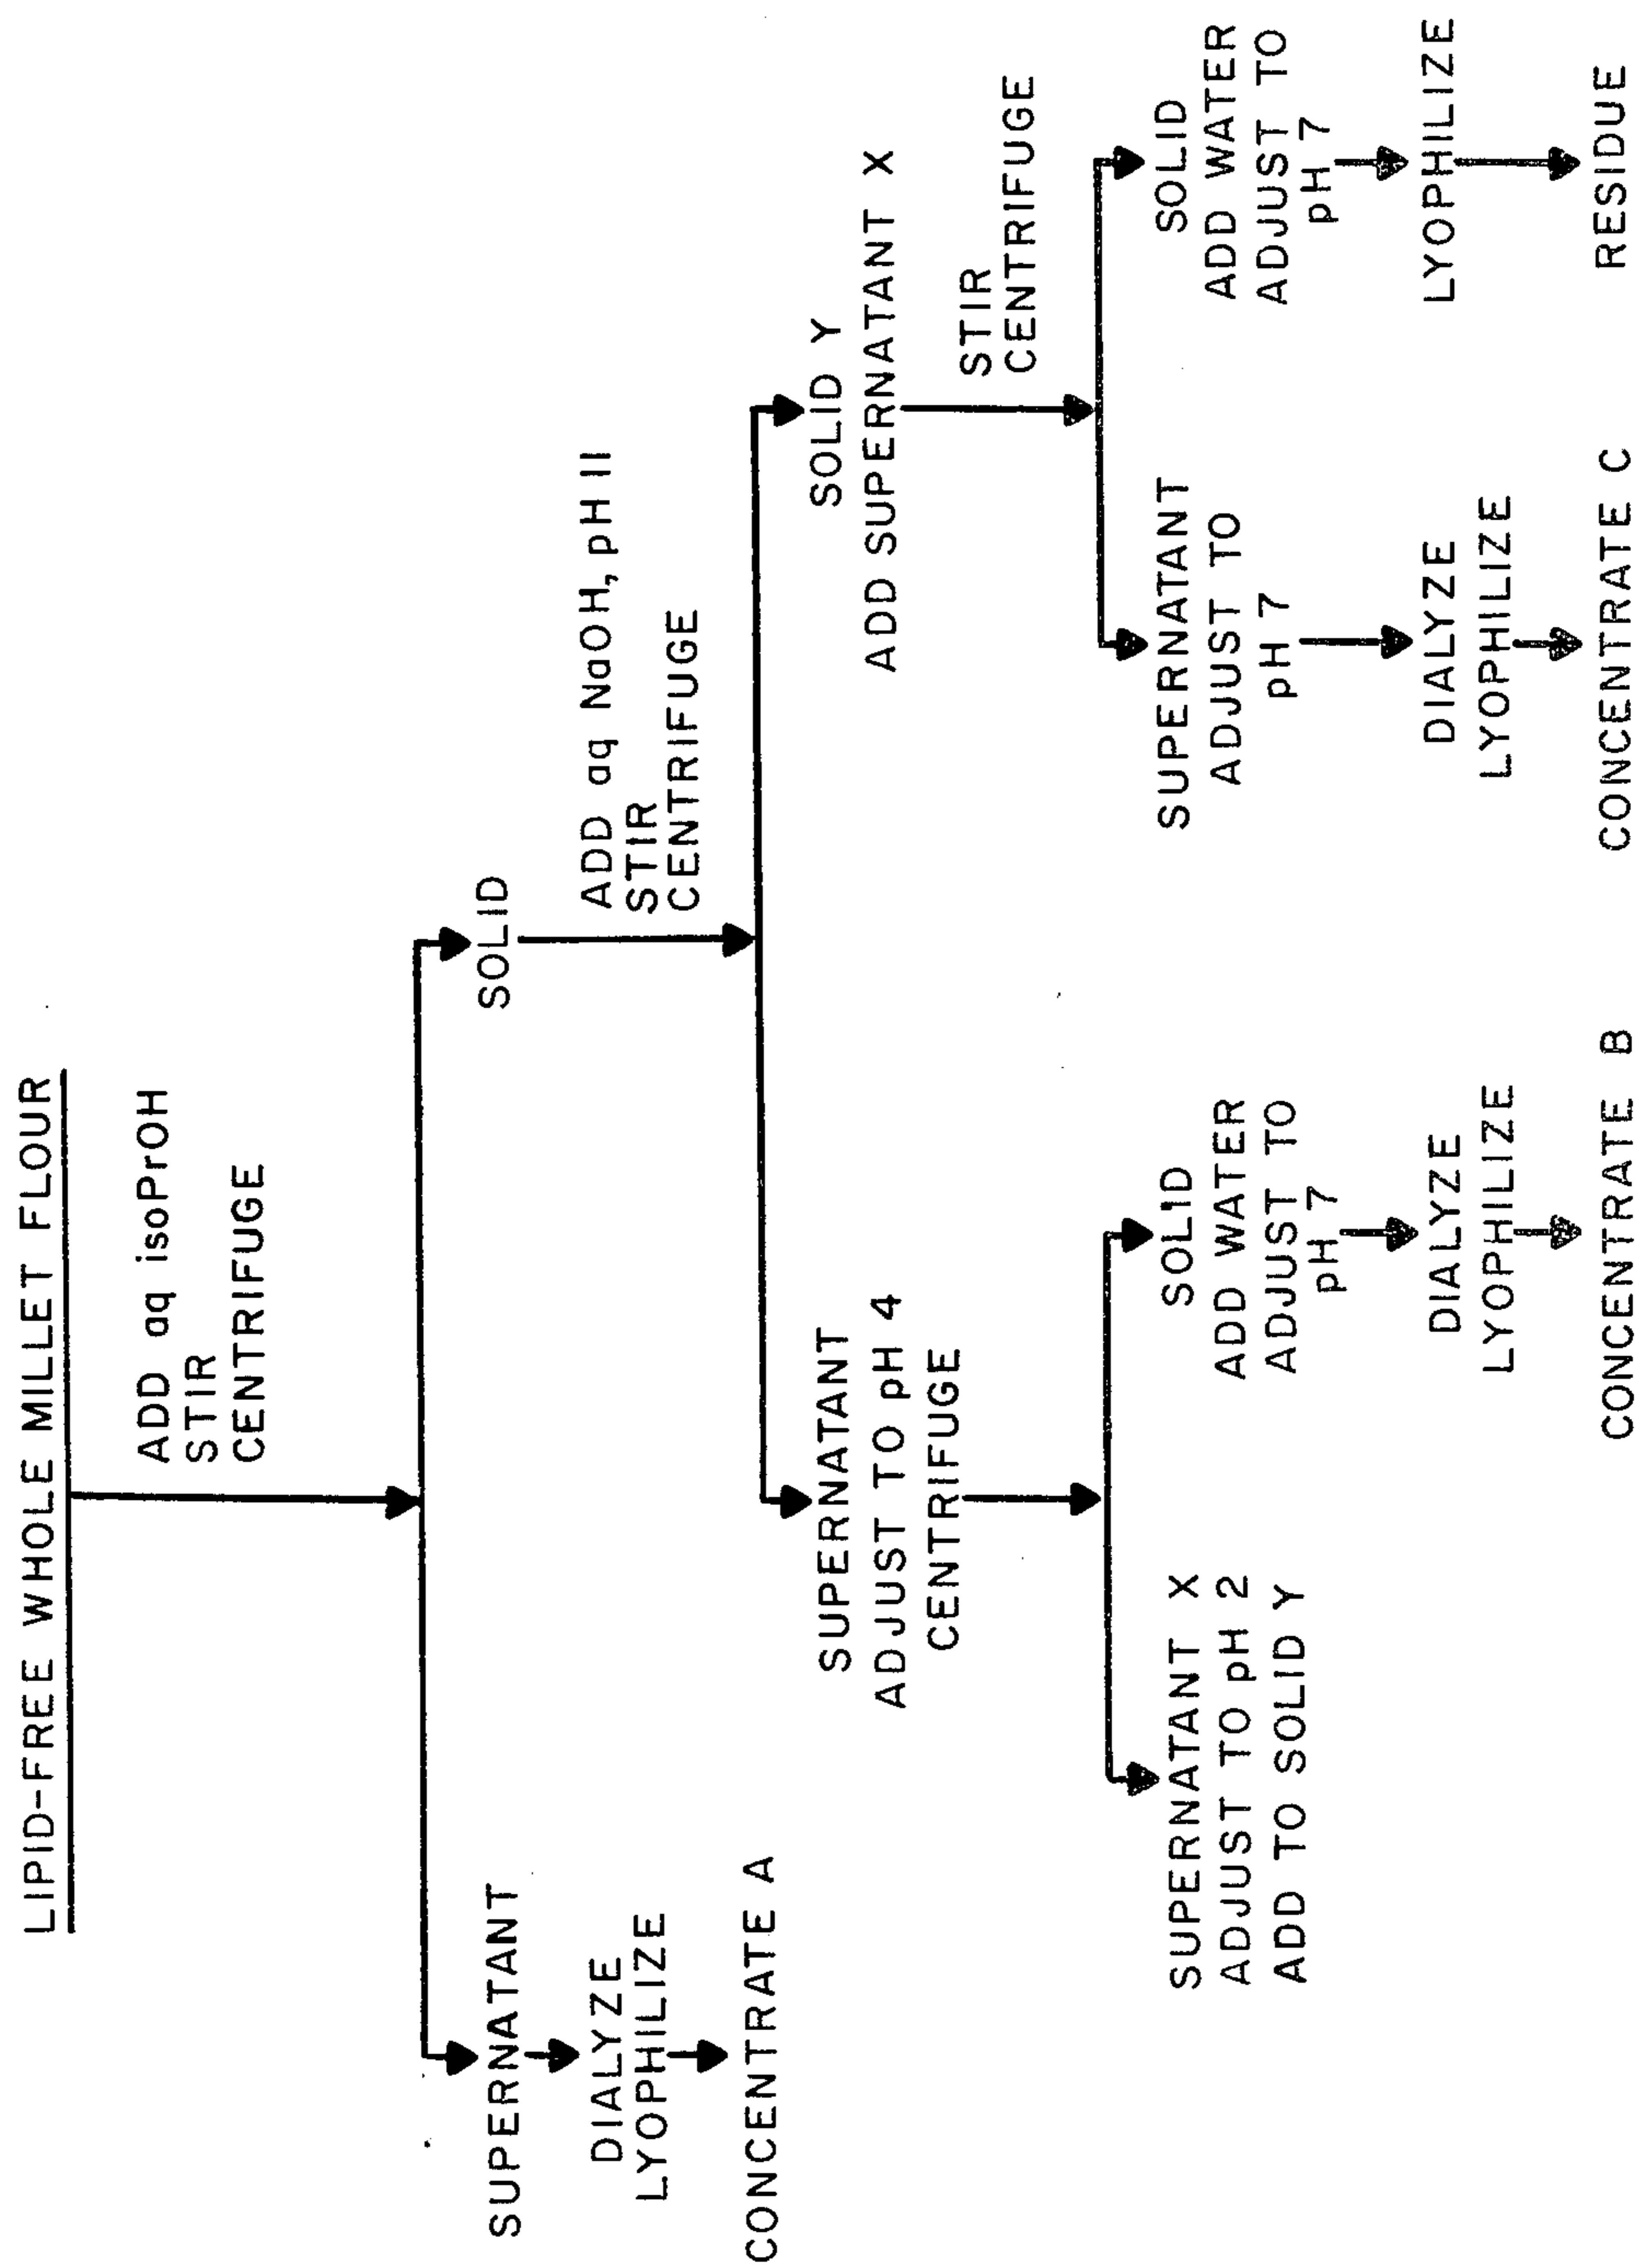 LIPID-FREE WHOLE MILLET FLOUR
ADD aq isoPrOH
STIR
CENTRIFUGE
SUPERNATANT
DIALYZE
LYOPHILIZE
CONCENTRATE A
SOLID
ADD aq NaOH, pH 11
STIR
CENTRIFUGE
SUPERNATANT
ADJUST TO pH 4
CENTRIFUGE
SUPERNATANT X
ADJUST TO pH 2
ADD TO SOLID Y
SOLID
ADD WATER
ADJUST TO
pH 7
DIALYZE
LYOPHILIZE
CONCENTRATE B
SOLID Y
ADD SUPERNATANT X
STIR
CENTRIFUGE
SUPERNATANT
ADJUST TO
pH 7
DIALYZE
LYOPHILIZE
CONCENTRATE C
SOLID
ADD WATER
ADJUST TO
pH 7
LYOPHILIZE
RESIDUE